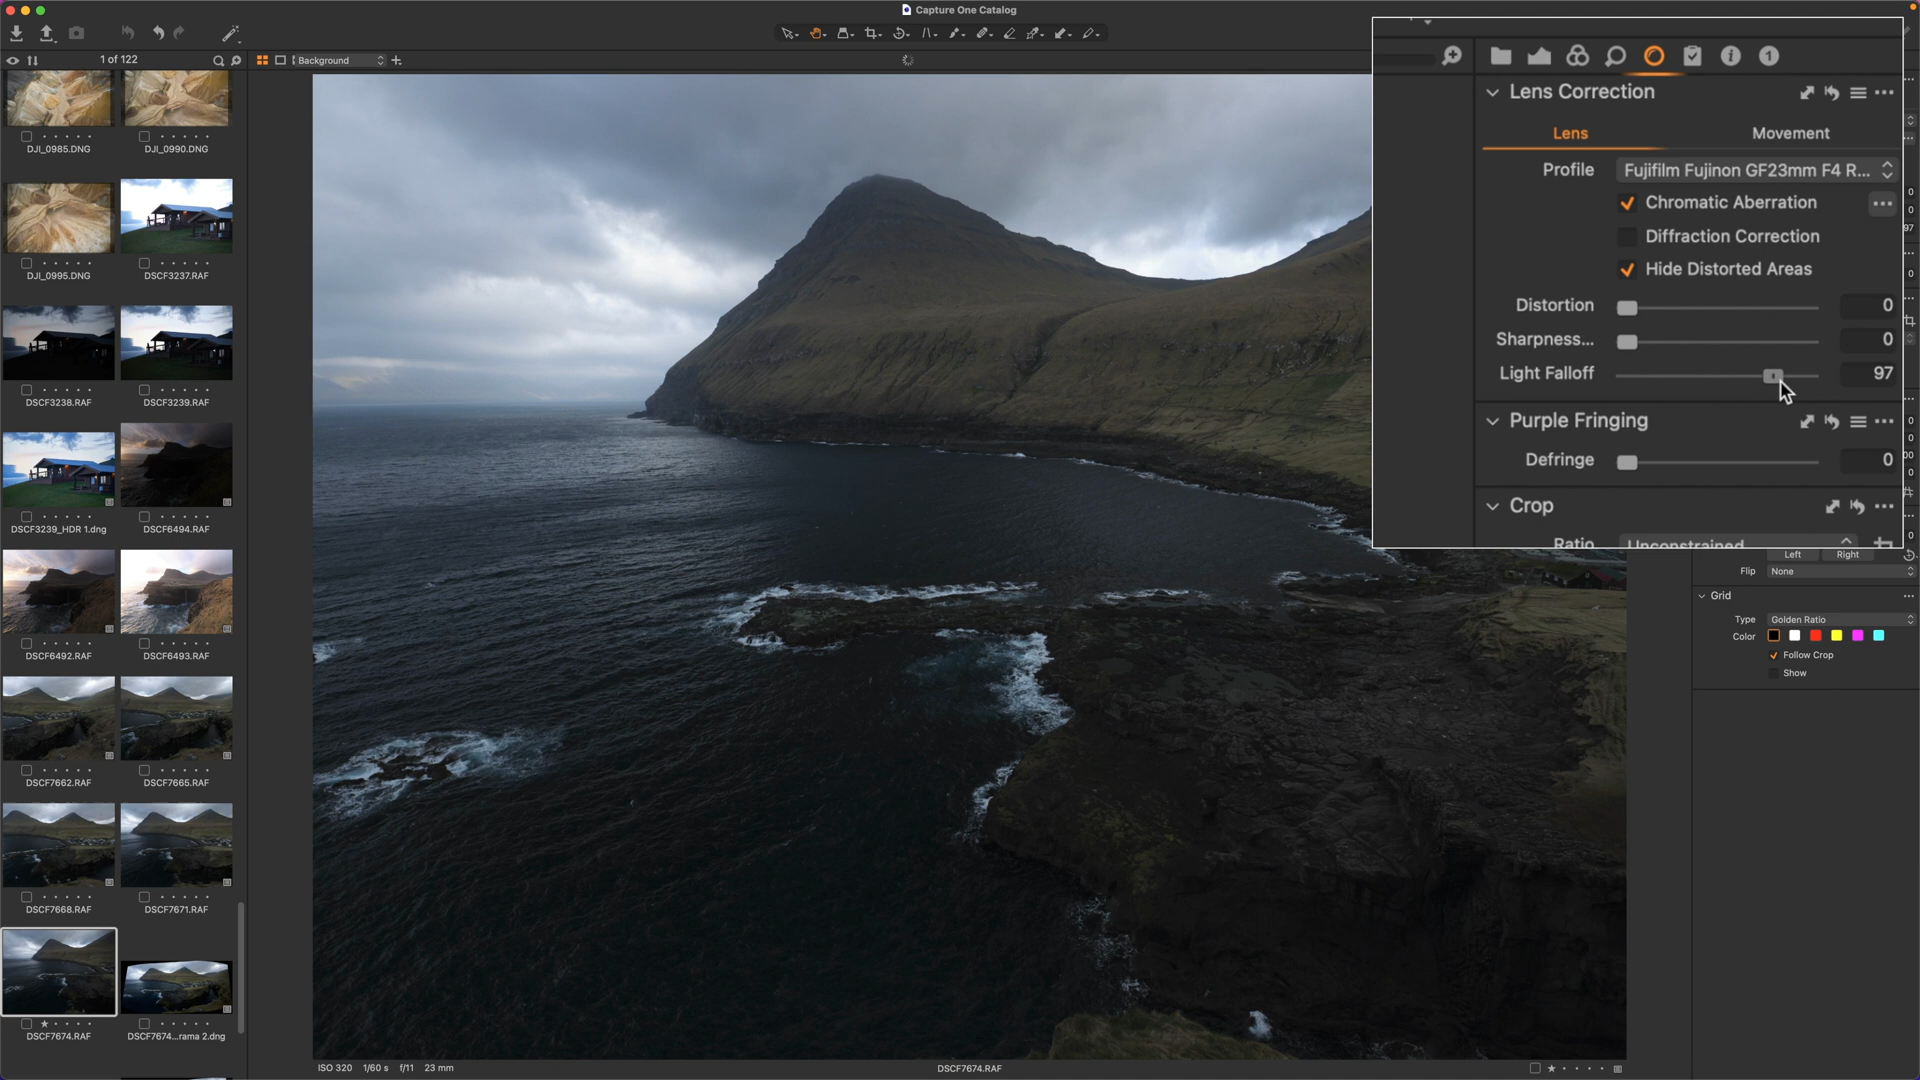 Capture One Catalog
1 of 122
Background
DJI_0985.DNG
DJI_0990.DNG
DJI_0995.DNG
DSCF3237.RAF
DSCF3238.RAF
DSCF3239.RAF
DSCF3239_HDR 1.dng
DSCF6494.RAF
DSCF6492.RAF
DSCF6493.RAF
DSCF7662.RAF
DSCF7665.RAF
DSCF7668.RAF
DSCF7671.RAF
DSCF7674.RAF
DSCF7674...rama 2.dng
ISO 320 1/60 s f/11 23 mm
DSCF7674.RAF
Lens Correction
Lens Movement
Profile Fujifilm Fujinon GF23mm F4 R...
Chromatic Aberration
Diffraction Correction
Hide Distorted Areas
Distortion 0
Sharpness... 0
Light Falloff 97
Purple Fringing
Defringe 0
Crop
Ratio Unconstrained
Left Right
Flip None
Grid
Type Golden Ratio
Color
Follow Crop
Show